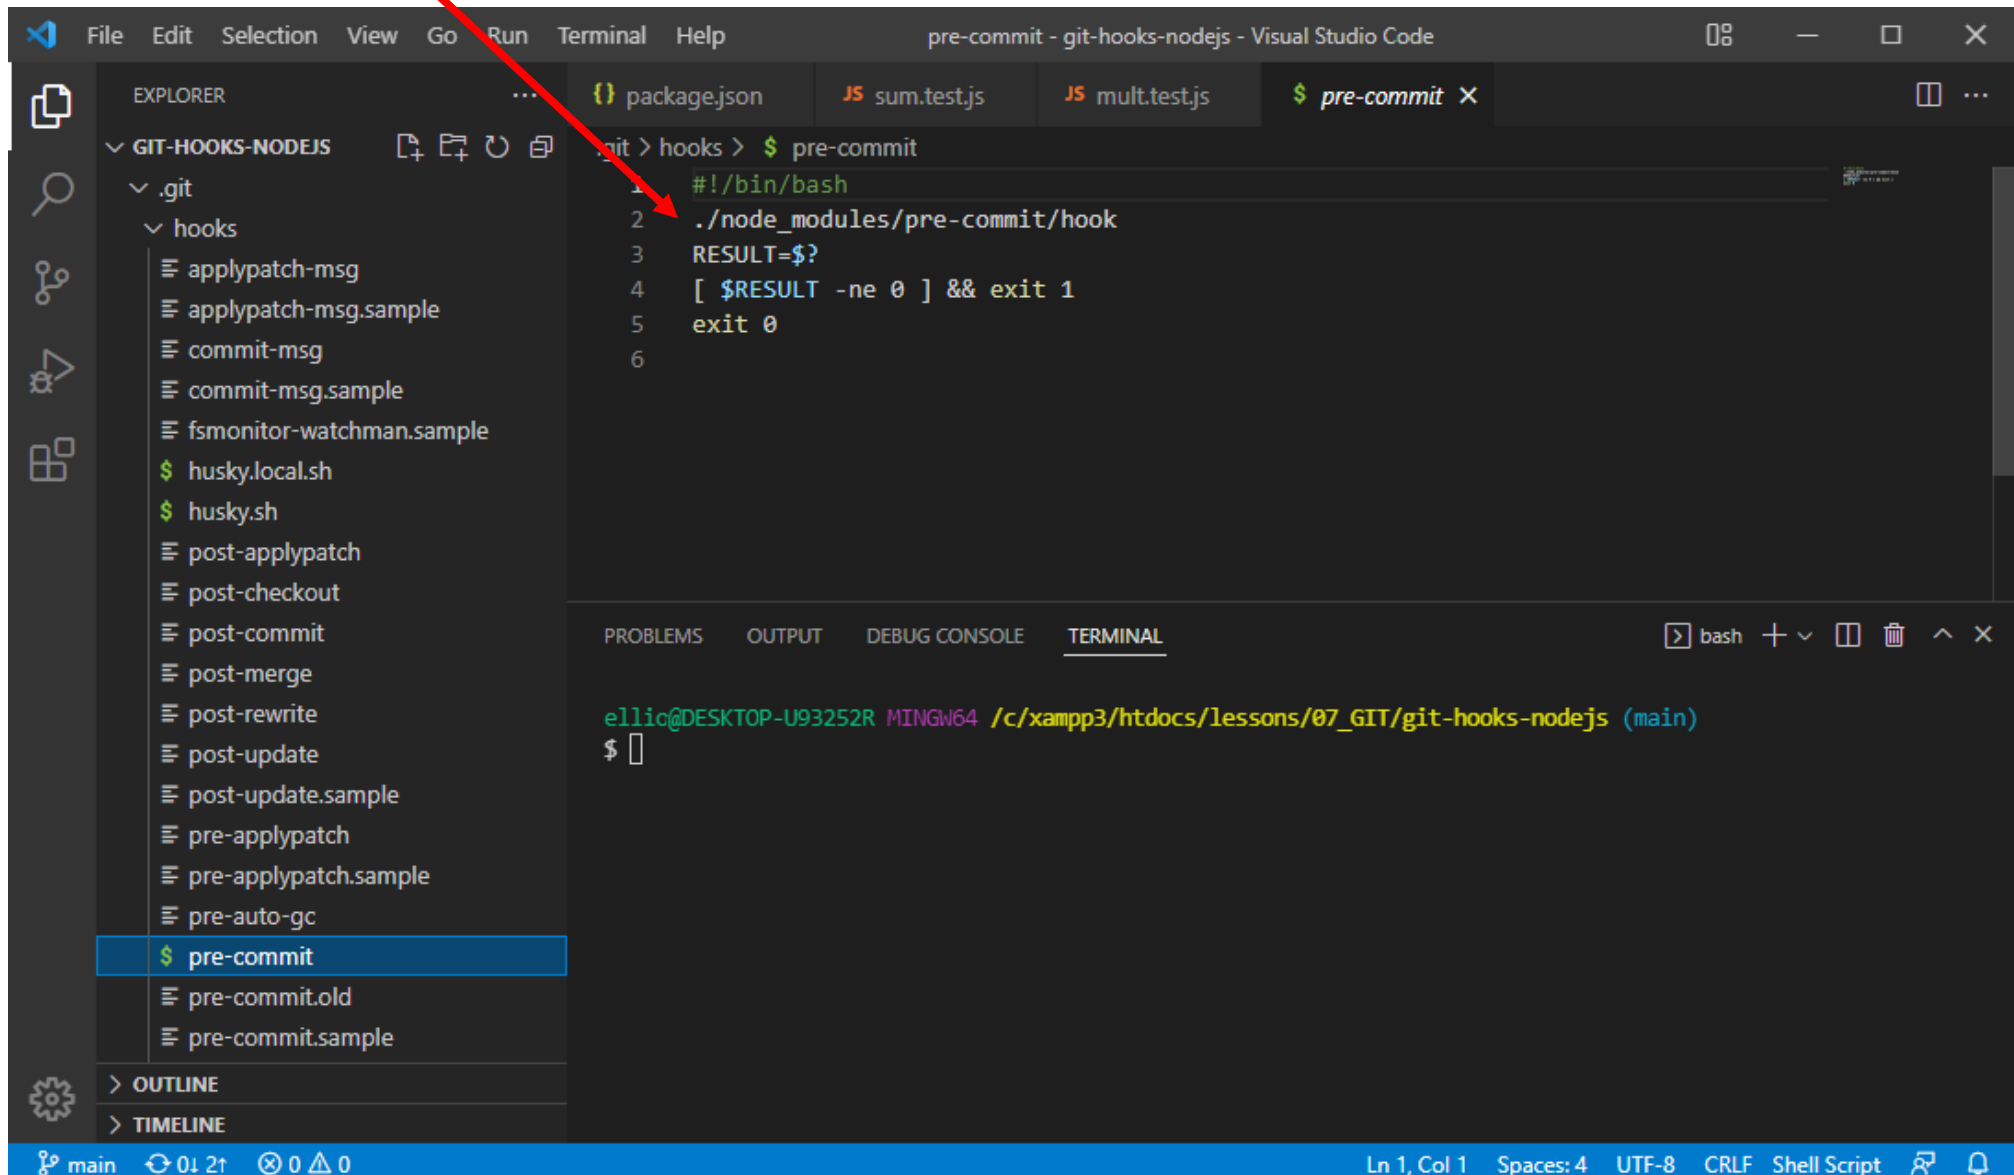 File Edit Selection View Go Run Terminal Help pre-commit - git-hooks-nodejs - Visual Studio Code
EXPLORER
{} package.json JS sum.test.js JS mult.test.js $ pre-commit
GIT-HOOKS-NODEJS
.git > hooks > $ pre-commit
.git
hooks
applypatch-msg
applypatch-msg.sample
commit-msg
commit-msg.sample
fsmonitor-watchman.sample
$ husky.local.sh
$ husky.sh
post-applypatch
post-checkout
post-commit
post-merge
post-rewrite
post-update
post-update.sample
pre-applypatch
pre-applypatch.sample
pre-auto-gc
$ pre-commit
pre-commit.old
pre-commit.sample
OUTLINE
TIMELINE
1 #!/bin/bash
2 ./node_modules/pre-commit/hook
3 RESULT=$?
4 [ $RESULT -ne 0 ] && exit 1
5 exit 0
6
PROBLEMS OUTPUT DEBUG CONSOLE TERMINAL bash
ellio@DESKTOP-U93252R MINGW64 /c/xampp3/htdocs/lessons/07_GIT/git-hooks-nodejs (main)
$
main 0↓ 2↑ 0 0 Ln 1, Col 1 Spaces: 4 UTF-8 CRLF Shell Script